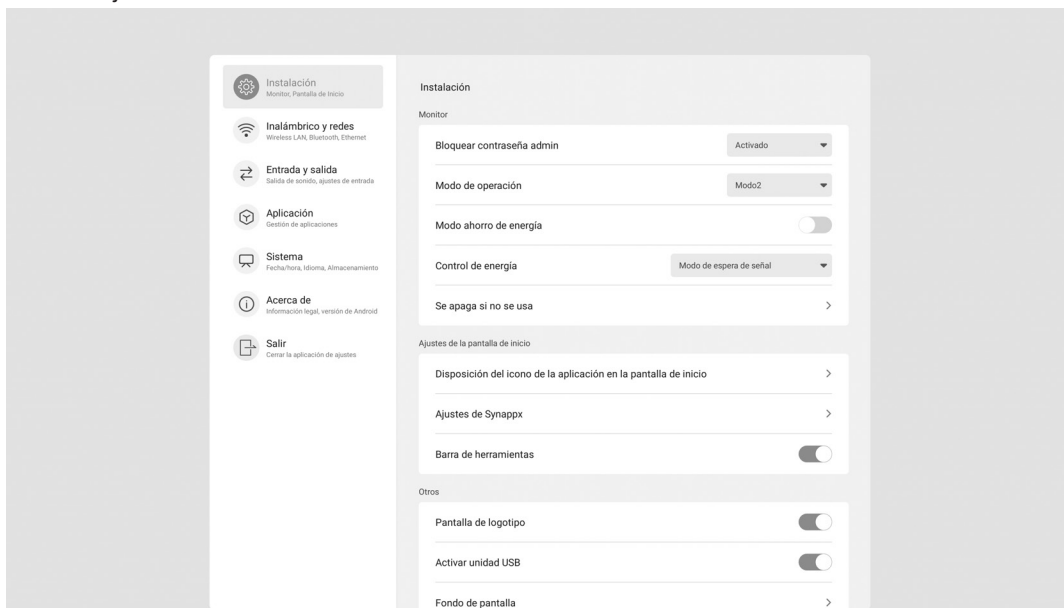 Instalación
Monitor, Pantalla de Inicio
Inalámbrico y redes
Wireless LAN, Bluetooth, Ethernet
Entrada y salida
Salida de sonido, ajustes de entrada
Aplicación
Gestión de aplicaciones
Sistema
Fecha/hora, Idioma, Almacenamiento
Acerca de
Información legal, versión de Android
Salir
Cerrar la aplicación de ajustes
Instalación
Monitor
Bloquear contraseña admin Activado
Modo de operación Modo2
Modo ahorro de energía
Control de energía Modo de espera de señal
Se apaga si no se usa
Ajustes de la pantalla de inicio
Disposición del icono de la aplicación en la pantalla de inicio
Ajustes de Synappx
Barra de herramientas
Otros
Pantalla de logotipo
Activar unidad USB
Fondo de pantalla